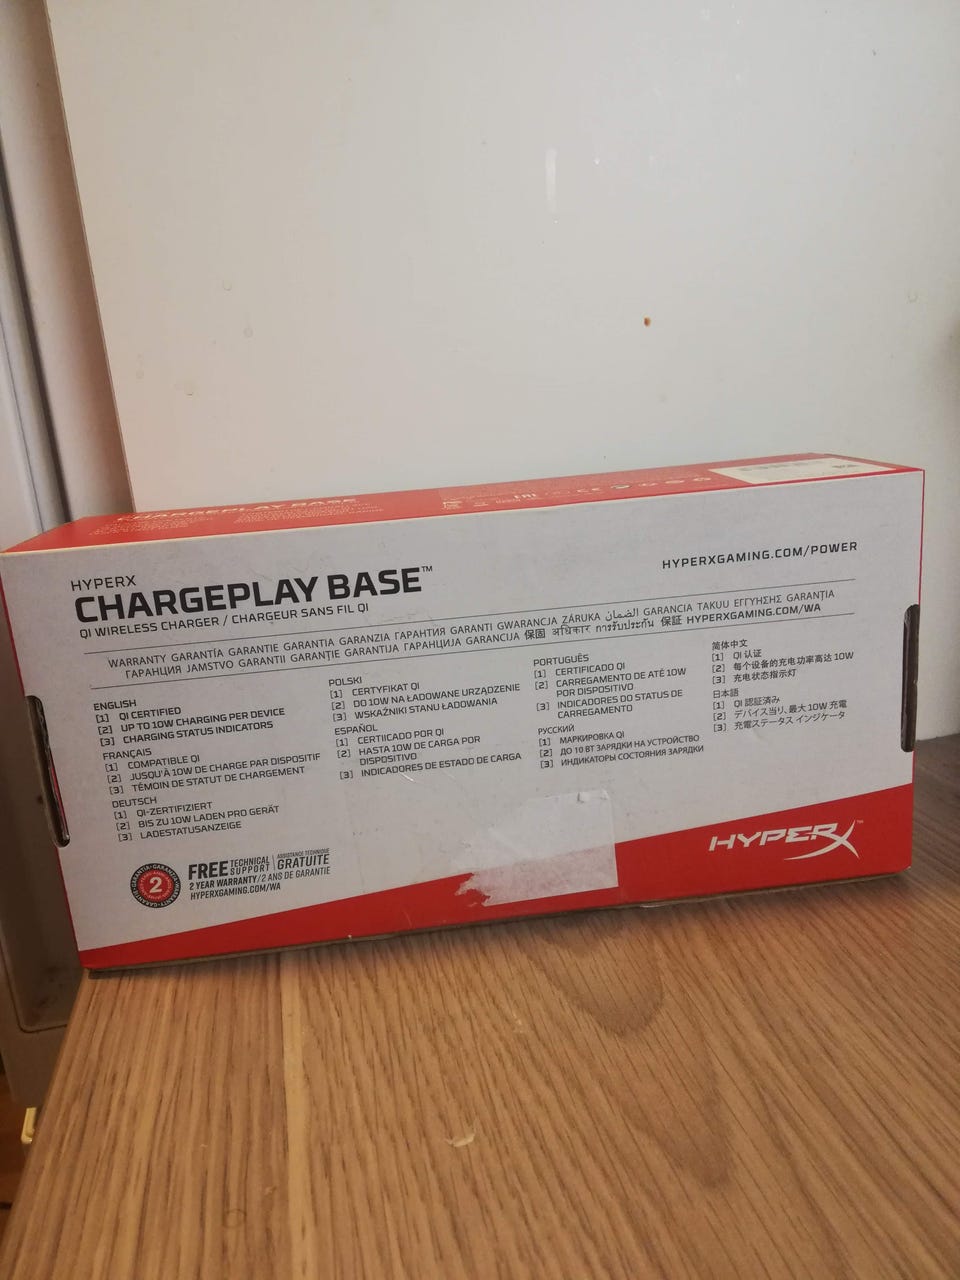 CHARGEPLAY BASE
HYPERX
CHARGEPLAY BASE™
QI WIRELESS CHARGER / CHARGEUR SANS FIL QI
HYPERXGAMING.COM/POWER
WARRANTY GARANTÍA GARANTIE GARANTIA GARANZIA ГАРАНТИЯ GARANTI GWARANCJA ZÁRUKA الضمان GARANCIA TAKUU ΕΓΓΥΗΣΗΣ GARANŢIA
ГАРАНЦИЯ JAMSTVO GARANTII GARANŢIE GARANTIJA ГАРАНЦИЈА GARANCIJA 保固 अधिकार การรับประกัน 保証 HYPERXGAMING.COM/WA
ENGLISH
[1] QI CERTIFIED
[2] UP TO 10W CHARGING PER DEVICE
[3] CHARGING STATUS INDICATORS
FRANÇAIS
[1] COMPATIBLE QI
[2] JUSQU'À 10W DE CHARGE PAR DISPOSITIF
[3] TÉMOIN DE STATUT DE CHARGEMENT
DEUTSCH
[1] QI-ZERTIFIZIERT
[2] BIS ZU 10W LADEN PRO GERÄT
[3] LADESTATUSANZEIGE
POLSKI
[1] CERTYFIKAT QI
[2] DO 10W NA ŁADOWANE URZĄDZENIE
[3] WSKAŹNIKI STANU ŁADOWANIA
ESPAÑOL
[1] CERTIICADO POR QI
[2] HASTA 10W DE CARGA POR
DISPOSITIVO
[3] INDICADORES DE ESTADO DE CARGA
PORTUGUÊS
[1] CERTIFICADO QI
[2] CARREGAMENTO DE ATÉ 10W
POR DISPOSITIVO
[3] INDICADORES DO STATUS DE
CARREGAMENTO
РУССКИЙ
[1] МАРКИРОВКА QI
[2] ДО 10 ВТ ЗАРЯДКИ НА УСТРОЙСТВО
[3] ИНДИКАТОРЫ СОСТОЯНИЯ ЗАРЯДКИ
简体中文
[1] QI 认证
[2] 每个设备的充电功率高达 10W
[3] 充电状态指示灯
日本語
[1] QI 認証済み
[2] デバイス当り、最大 10W 充電
[3] 充電ステータス インジケータ
2
FREE TECHNICAL SUPPORT ASSISTANCE TECHNIQUE GRATUITE
2 YEAR WARRANTY/2 ANS DE GARANTIE
HYPERXGAMING.COM/WA
HYPERX™